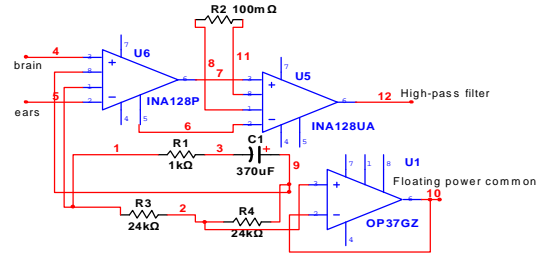 R2 100mΩ
7
U6
4
11
brain
3
8
1
2
+
−
6
8
7
3
8
1
2
+
−
7
U5
6
12
High-pass filter
ears
5
INA128P
4
5
6
INA128UA
4
5
1
R1
1kΩ
3
C1
+
370uF
9
7
1
8
U1
Floating power common
3
2
+
−
6
10
R3
24kΩ
2
R4
24kΩ
OP37GZ
4